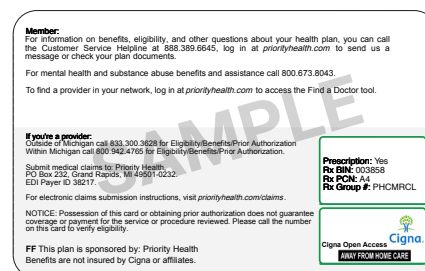 Member:
For information on benefits, eligibility, and other questions about your health plan, you can call
the Customer Service Helpline at 888.389.6645, log in at priorityhealth.com to send us a
message or check your plan documents.
For mental health and substance abuse benefits and assistance call 800.673.8043.
To find a provider in your network, log in at priorityhealth.com to access the Find a Doctor tool.
SAMPLE
If you're a provider:
Outside of Michigan call 833.300.3628 for Eligibility/Benefits/Prior Authorization
Within Michigan call 800.942.4765 for Eligibility/Benefits/Prior Authorization.
Submit medical claims to: Priority Health,
PO Box 232, Grand Rapids, MI 49501-0232.
EDI Payer ID 38217.
For electronic claims submission instructions, visit priorityhealth.com/claims.
NOTICE: Possession of this card or obtaining prior authorization does not guarantee
coverage or payment for the service or procedure reviewed. Please call the number
on this card to verify eligibility.
FF This plan is sponsored by: Priority Health
Benefits are not insured by Cigna or affiliates.
Prescription: Yes
Rx BIN: 003858
Rx PCN: A4
Rx Group #: PHCMRCL
Cigna.
Cigna Open Access
AWAY FROM HOME CARE